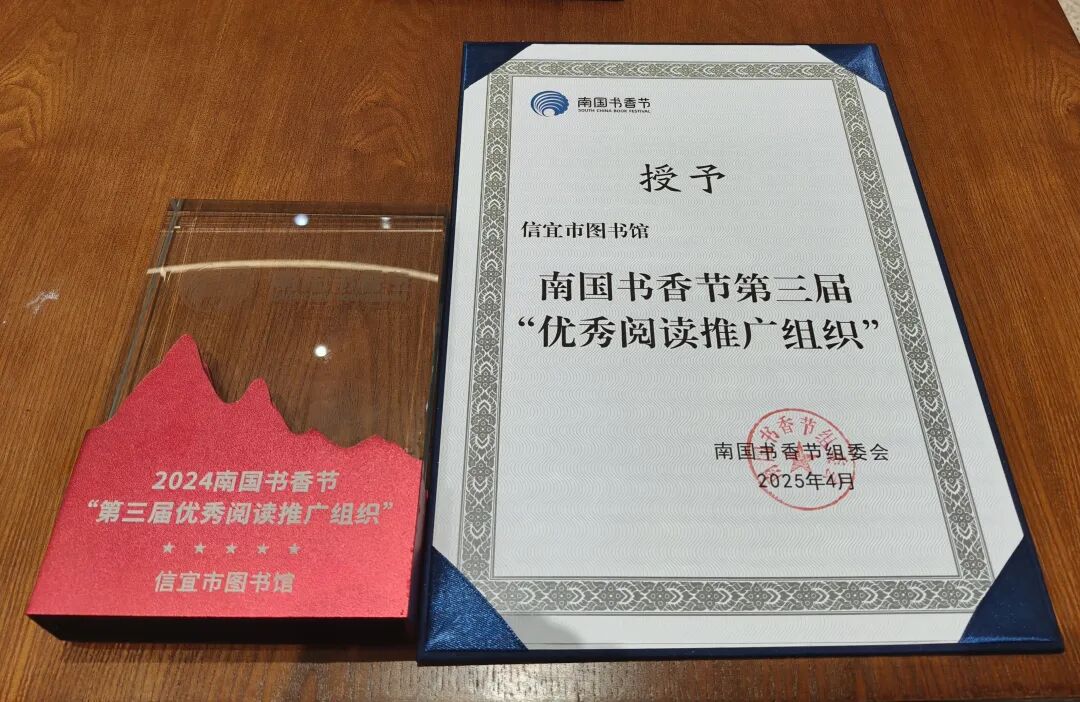 2024南国书香节
“第三届优秀阅读推广组织”
★ ★ ★ ★ ★
信宜市图书馆
南国书香节
SOUTH CHINA BOOK FESTIVAL
授予
信宜市图书馆
南国书香节第三届
“优秀阅读推广组织”
南国书香节组委会
2025年4月